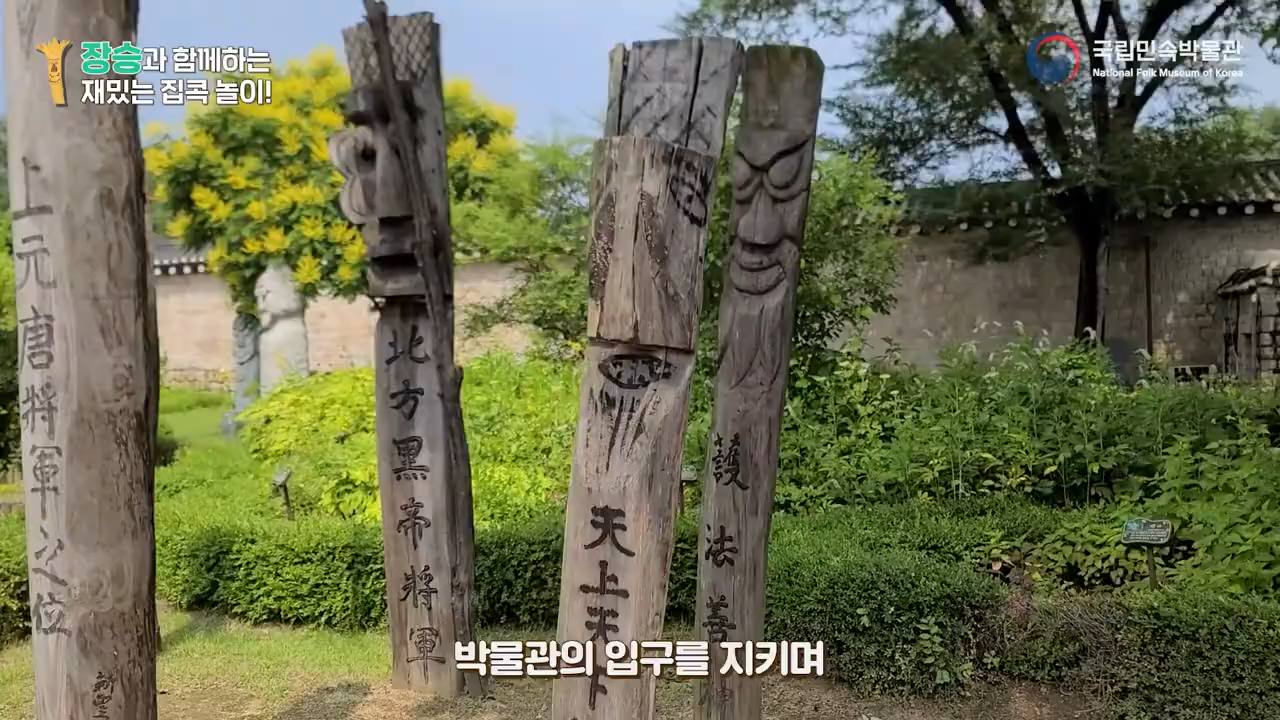 장승과 함께하는
재밌는 집콕 놀이!
국립민속박물관
National Folk Museum of Korea
上元唐將軍之位
北方黑帝將軍
天上天下
護法善
박물관의 입구를 지키며